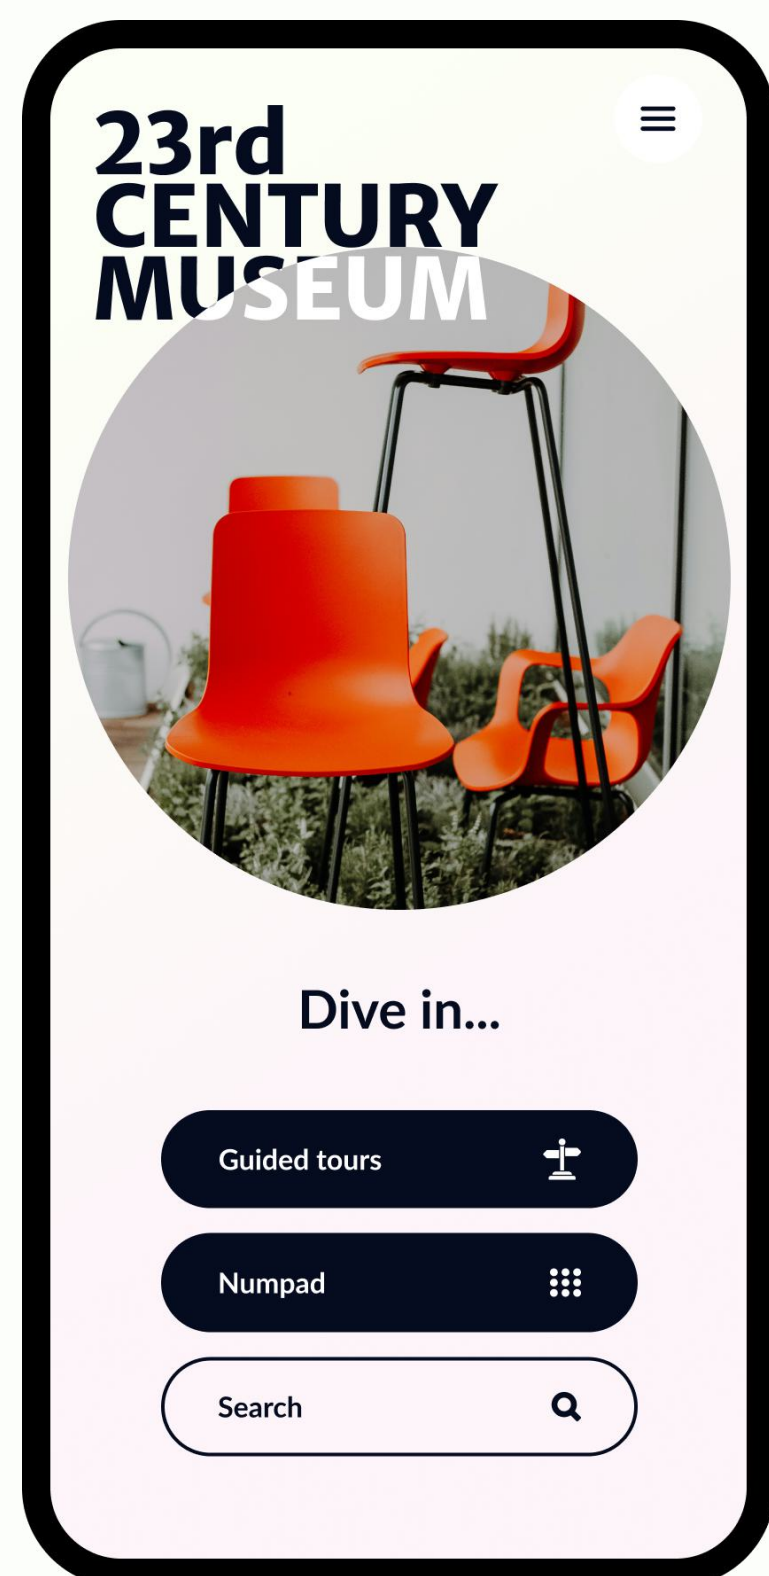 23rd
CENTURY
MUSEUM
Dive in...
Guided tours
Numpad
Search